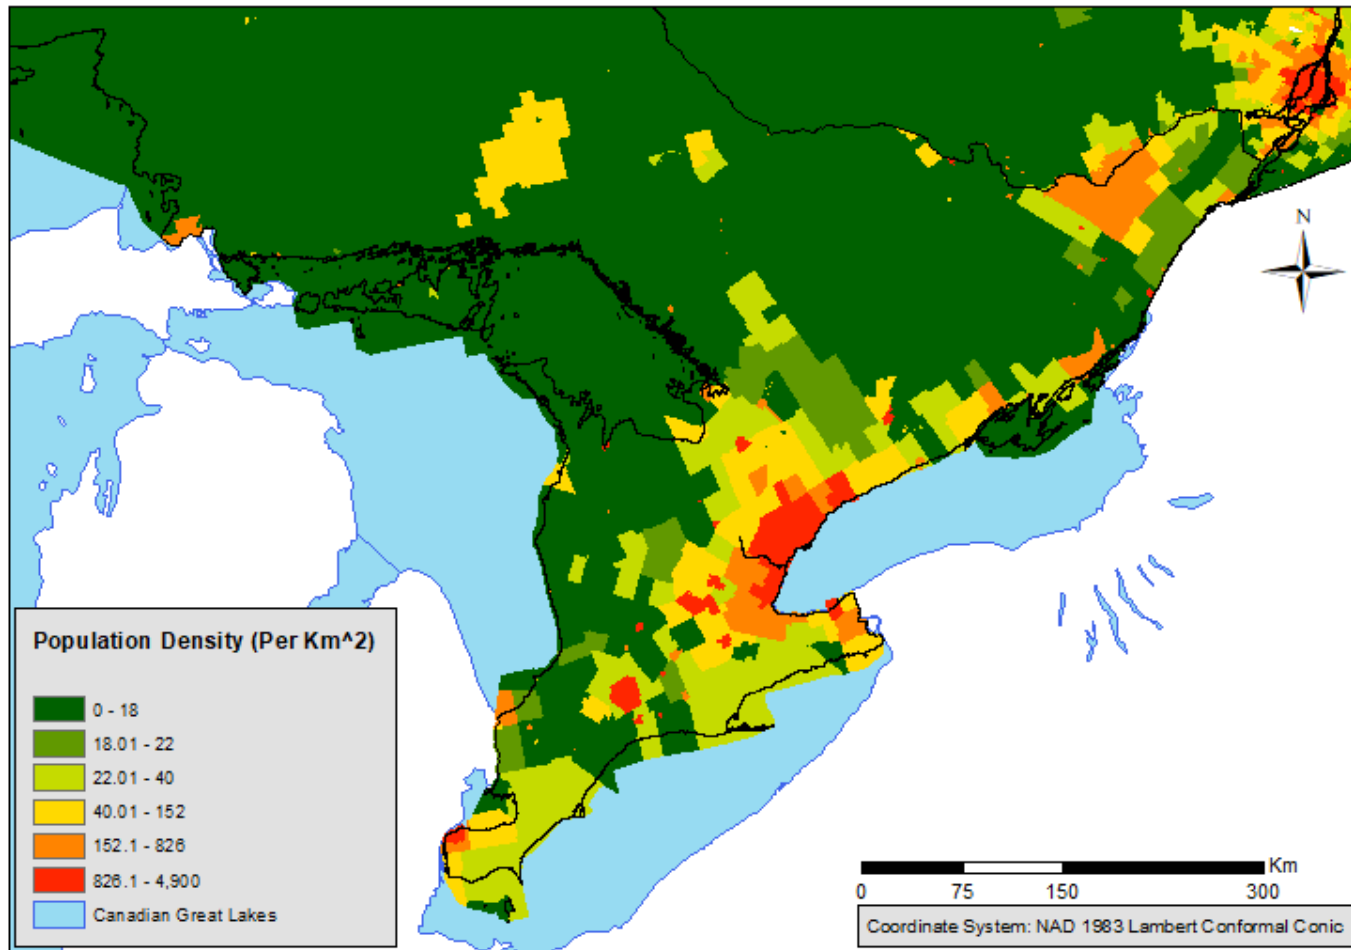 N
Population Density (Per Km^2)
0 - 18
18.01 - 22
22.01 - 40
40.01 - 152
152.1 - 826
826.1 - 4,900
Canadian Great Lakes
Km
0 75 150 300
Coordinate System: NAD 1983 Lambert Conformal Conic